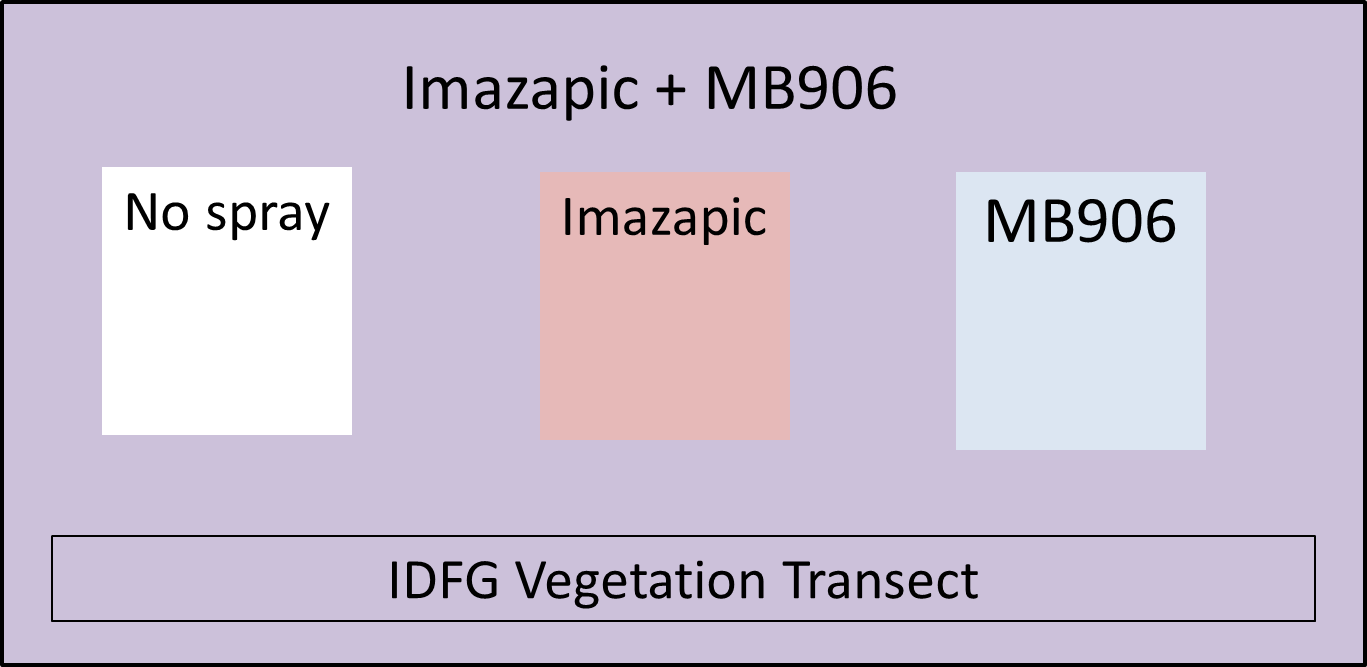 Imazapic + MB906
No spray
Imazapic
MB906
IDFG Vegetation Transect